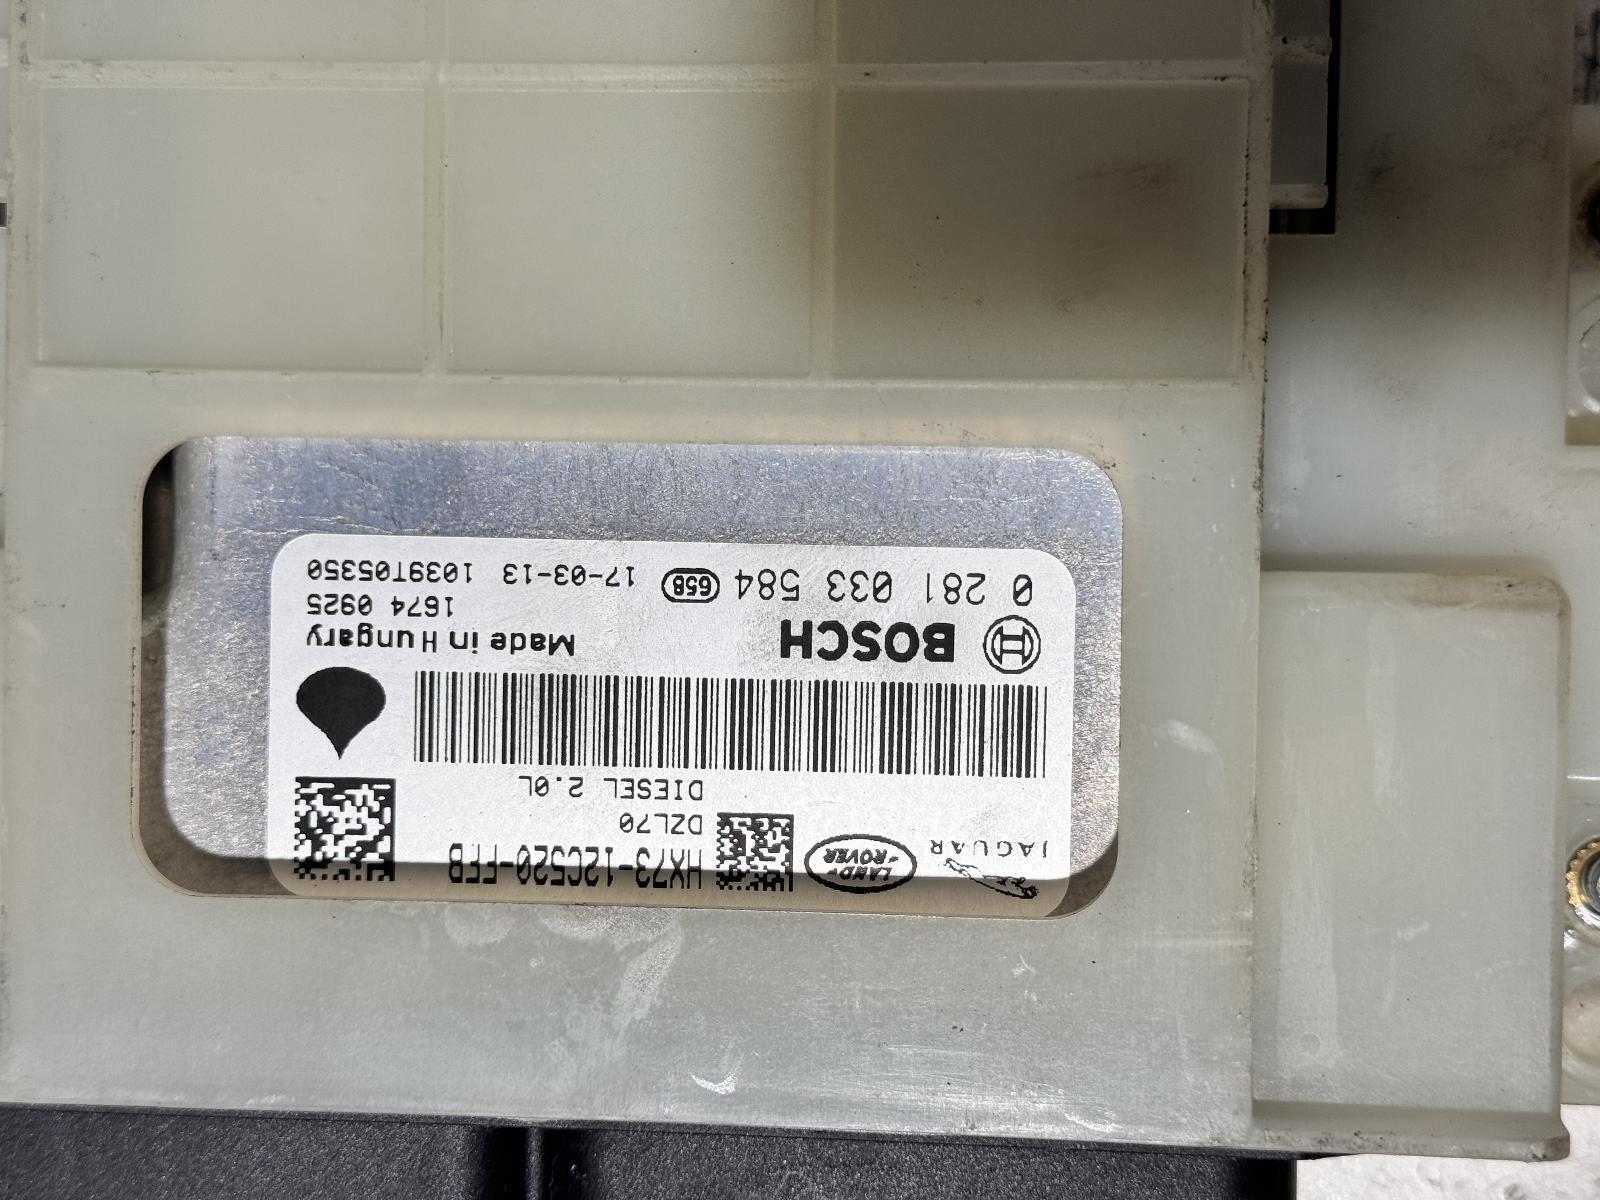 JAGUAR
LAND-
-ROVER
HX73-12C520-FFB
DZL70
DIESEL 2.0L
BOSCH
Made in Hungary
1674 0925
0 281 033 584 65B 17-03-13 1039T05350